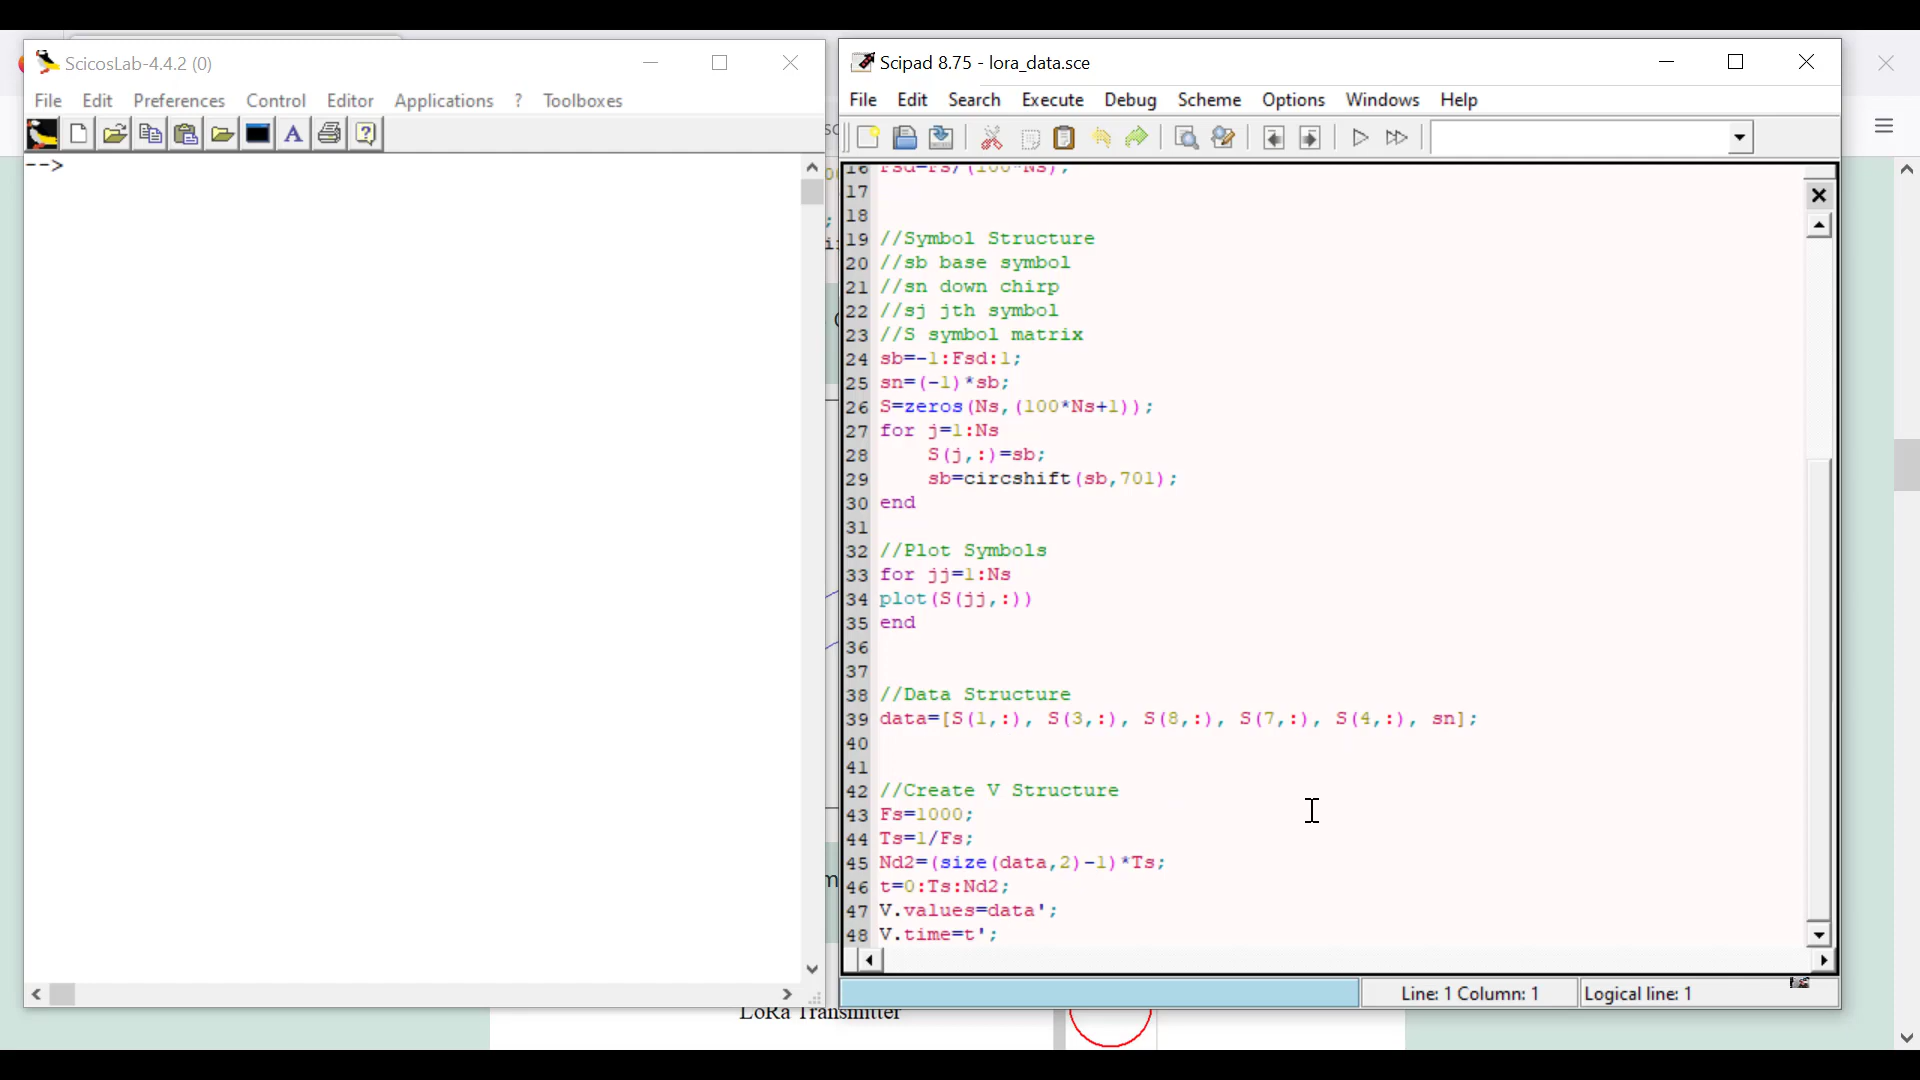 ScicosLab-4.4.2 (0)
File Edit Preferences Control Editor Applications ? Toolboxes
-->
Scipad 8.75 - lora_data.sce
File Edit Search Execute Debug Scheme Options Windows Help
16 Fsd=Fs/(100*Ns);
17
18
19 //Symbol Structure
20 //sb base symbol
21 //sn down chirp
22 //sj jth symbol
23 //S symbol matrix
24 sb=-1:Fsd:1;
25 sn=(-1)*sb;
26 S=zeros(Ns,(100*Ns+1));
27 for j=1:Ns
28 S(j,:)=sb;
29 sb=circshift(sb,701);
30 end
31
32 //Plot Symbols
33 for jj=1:Ns
34 plot(S(jj,:))
35 end
36
37
38 //Data Structure
39 data=[S(1,:), S(3,:), S(8,:), S(7,:), S(4,:), sn];
40
41
42 //Create V Structure
43 Fs=1000;
44 Ts=1/Fs;
45 Nd2=(size(data,2)-1)*Ts;
46 t=0:Ts:Nd2;
47 V.values=data';
48 V.time=t';
Line: 1 Column: 1
Logical line: 1
LoRa Transmitter